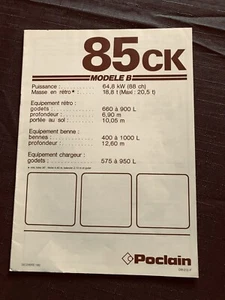 85CK
MODELE B
Puissance : 64,8 kW (88 ch)
Masse en rétro* : 18,8 t (Maxi : 20,5 t)
Equipement rétro :
godets : 660 à 900 L
profondeur : 6,90 m
portée au sol : 10,05 m
Equipement benne :
bennes : 400 à 1000 L
profondeur : 12,60 m
Equipement chargeur :
godets : 575 à 950 L
Poclain